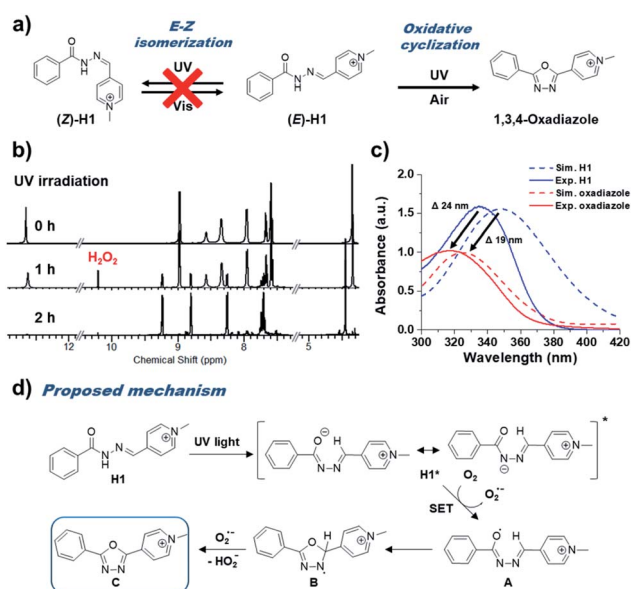 a)
E-Z
isomerization
Oxidative
cyclization
O
N
N
NH
UV
Vis
O
N
H
N
N
UV
Air
O
N
N
N
(Z)-H1
(E)-H1
1,3,4-Oxadiazole
b)
UV irradiation
0 h
1 h
H2O2
2 h
12
10
9
8
7
6
5
Chemical Shift (ppm)
c)
Sim. H1
Exp. H1
Sim. oxadiazole
Exp. oxadiazole
Δ 24 nm
Δ 19 nm
2.0
1.5
1.0
0.5
0.0
Absorbance (a.u.)
300 320 340 360 380 400 420
Wavelength (nm)
d) Proposed mechanism
O
N
H
N
N
H1
UV light
O
H
N
N
N
O
H
N
N
N
*
H1*
O2
O2•−
SET
O
N
N
N
C
O2•−
- HO2−
O
H
N
N
N
B
O
H
N
N
N
A